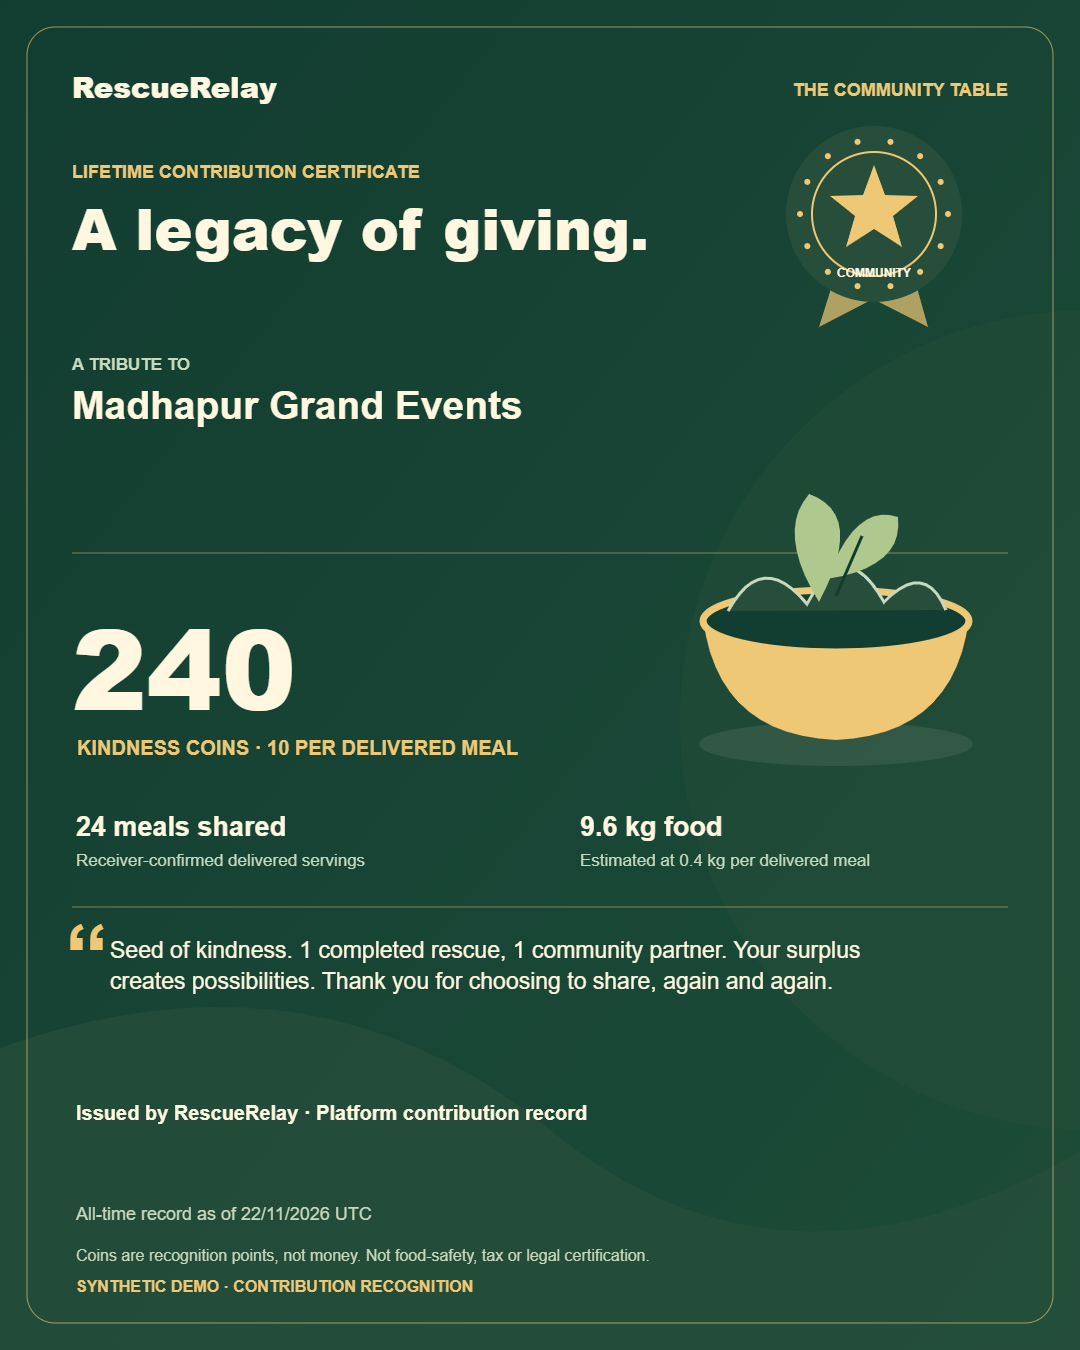 RescueRelay
THE COMMUNITY TABLE
LIFETIME CONTRIBUTION CERTIFICATE
A legacy of giving.
COMMUNITY
A TRIBUTE TO
Madhapur Grand Events
240
KINDNESS COINS · 10 PER DELIVERED MEAL
24 meals shared
Receiver-confirmed delivered servings
9.6 kg food
Estimated at 0.4 kg per delivered meal
“Seed of kindness. 1 completed rescue, 1 community partner. Your surplus
creates possibilities. Thank you for choosing to share, again and again.
Issued by RescueRelay · Platform contribution record
All-time record as of 22/11/2026 UTC
Coins are recognition points, not money. Not food-safety, tax or legal certification.
SYNTHETIC DEMO · CONTRIBUTION RECOGNITION